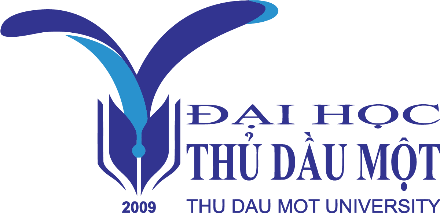 ĐẠI HỌC
THỦ DẦU MỘT
2009
THU DAU MOT UNIVERSITY